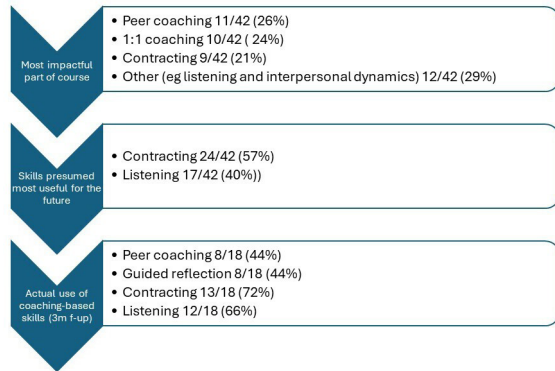 Most impactful
part of course
• Peer coaching 11/42 (26%)
• 1:1 coaching 10/42 ( 24%)
• Contracting 9/42 (21%)
• Other (eg listening and interpersonal dynamics) 12/42 (29%)
Skills presumed
most useful for the
future
• Contracting 24/42 (57%)
• Listening 17/42 (40%))
Actual use of
coaching-based
skills (3m f-up)
• Peer coaching 8/18 (44%)
• Guided reflection 8/18 (44%)
• Contracting 13/18 (72%)
• Listening 12/18 (66%)